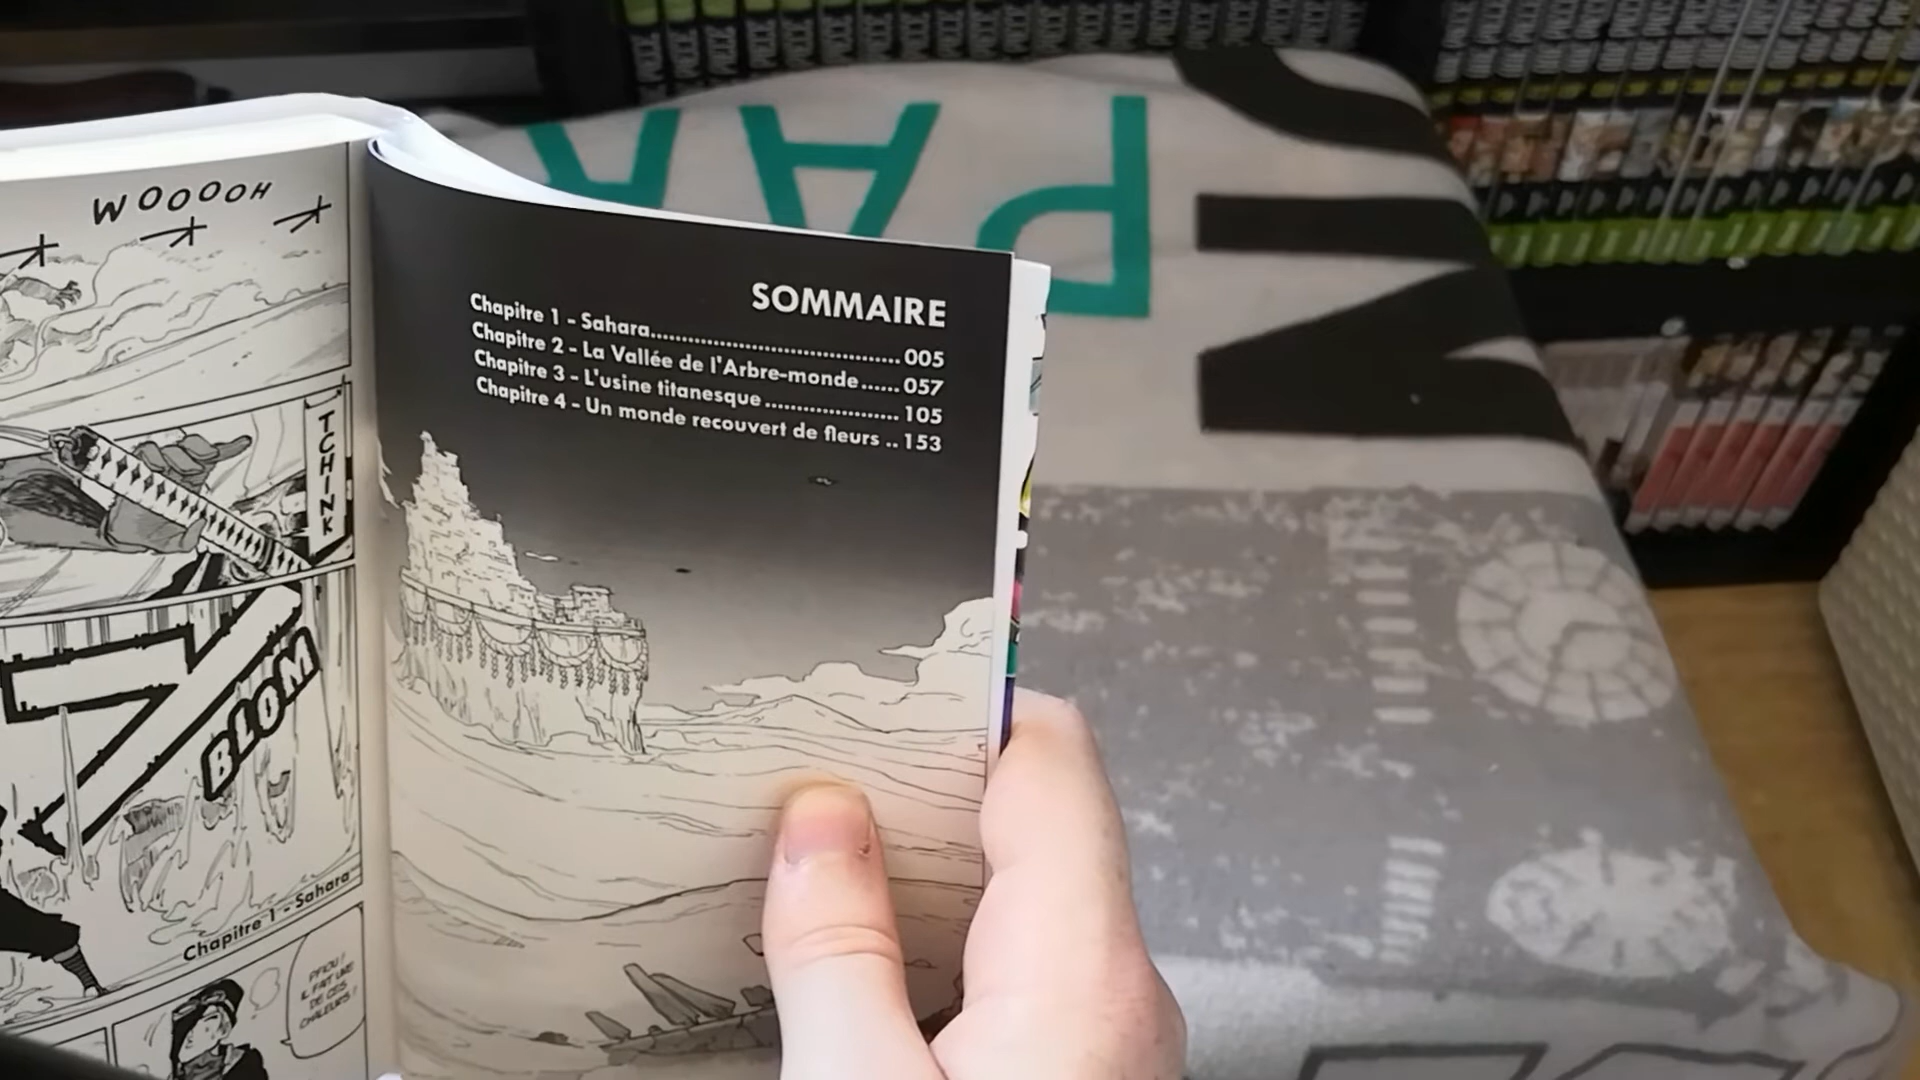 WOOOOH
TCHINK
BLOM
Chapitre 1 - Sahara
PFIOU !
IL FAIT UNE
DE CES
CHALEURS !
SOMMAIRE
Chapitre 1 - Sahara.......................................005
Chapitre 2 - La Vallée de l'Arbre-monde......057
Chapitre 3 - L'usine titanesque.....................105
Chapitre 4 - Un monde recouvert de fleurs ..153
PAR